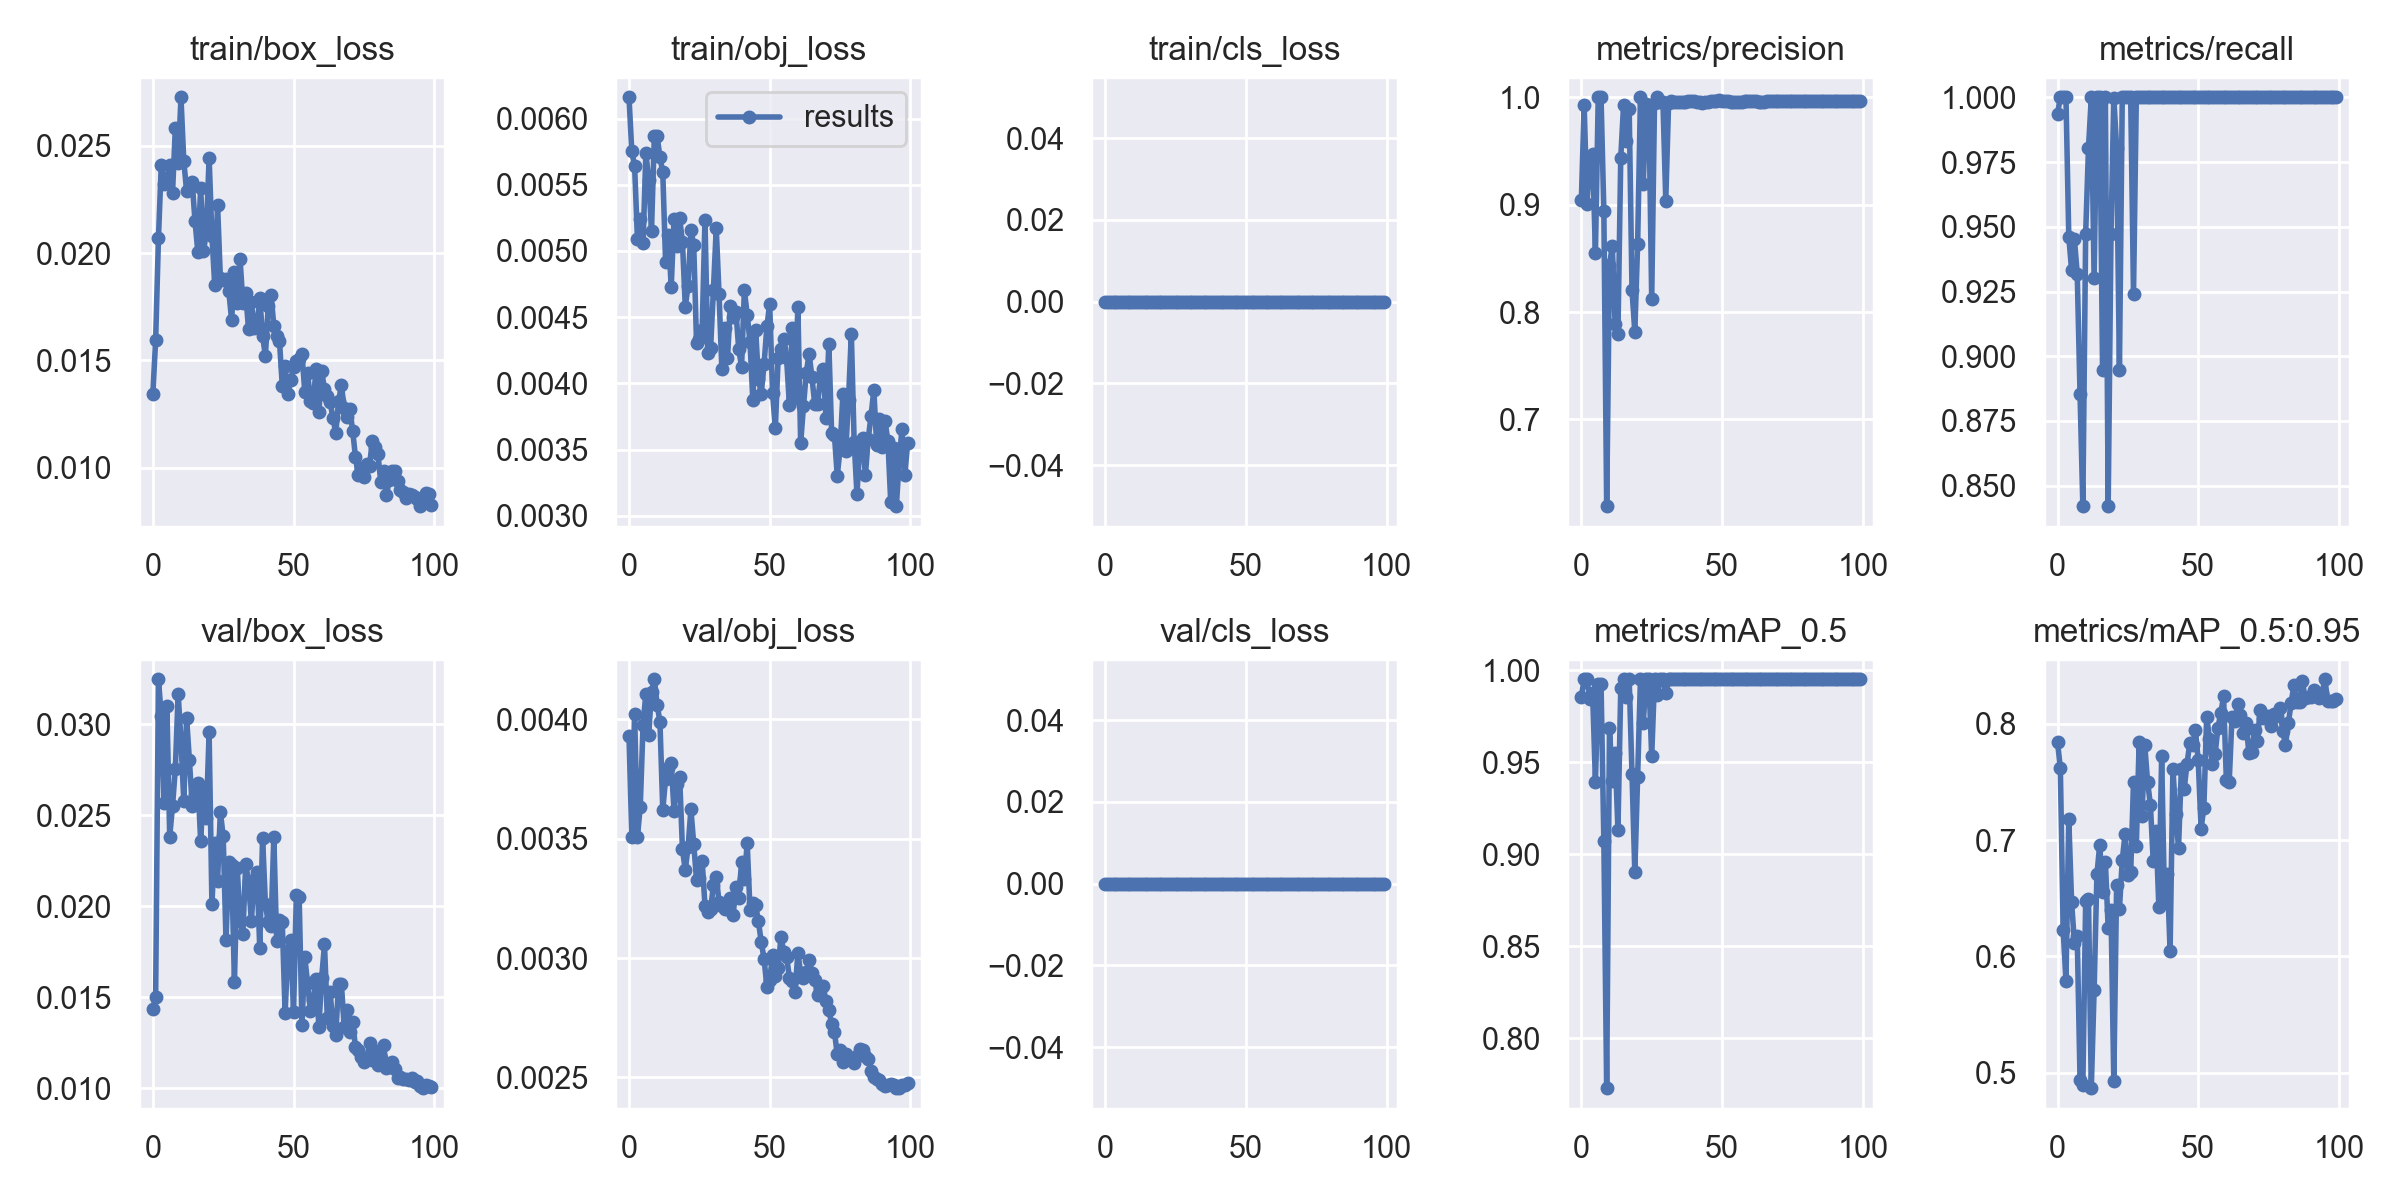 train/box_loss
train/obj_loss
train/cls_loss
metrics/precision
metrics/recall
0.025
0.020
0.015
0.010
0 50 100
0.0060
0.0055
0.0050
0.0045
0.0040
0.0035
0.0030
results
0 50 100
0.04
0.02
0.00
−0.02
−0.04
0 50 100
1.0
0.9
0.8
0.7
0 50 100
1.000
0.975
0.950
0.925
0.900
0.875
0.850
0 50 100
val/box_loss
val/obj_loss
val/cls_loss
metrics/mAP_0.5
metrics/mAP_0.5:0.95
0.030
0.025
0.020
0.015
0.010
0 50 100
0.0040
0.0035
0.0030
0.0025
0 50 100
0.04
0.02
0.00
−0.02
−0.04
0 50 100
1.00
0.95
0.90
0.85
0.80
0 50 100
0.8
0.7
0.6
0.5
0 50 100